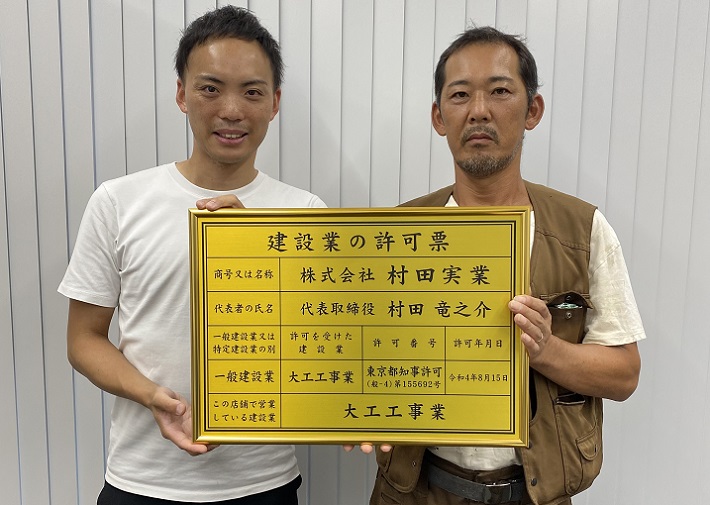 建設業の許可票
商号又は名称 株式会社 村田実業
代表者の氏名 代表取締役 村田 竜之介
一般建設業又は
特定建設業の別
許可を受けた
建設業
許可番号
許可年月日
一般建設業
大工工事業
東京都知事許可
(般-4)第155692号
令和4年8月15日
この店舗で営業
している建設業
大工工事業